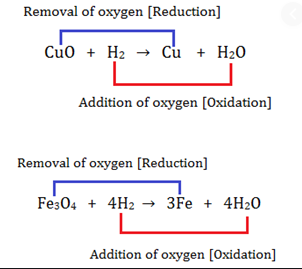 Removal of oxygen [Reduction]
CuO + H₂ → Cu + H₂O
Addition of oxygen [Oxidation]
Removal of oxygen [Reduction]
Fe₃O₄ + 4H₂ → 3Fe + 4H₂O
Addition of oxygen [Oxidation]